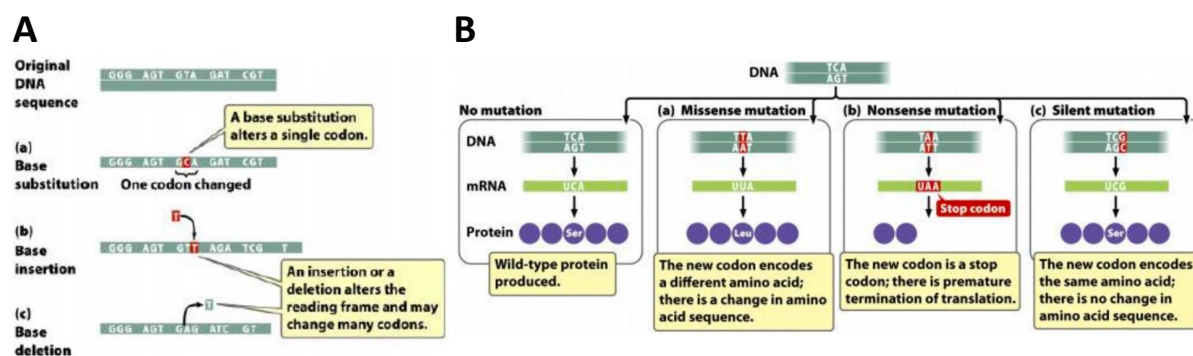 A
Original
DNA
sequence
GGG AGT GTA GAT CGT
A base substitution
alters a single codon.
(a)
Base
substitution
GGG AGT GCA GAT CGT
One codon changed
T
(b)
Base
insertion
GGG AGT GTT AGA TCG T
An insertion or a
deletion alters the
reading frame and may
change many codons.
T
(c)
Base
deletion
GGG AGT GAG ATC GT
B
DNA
TCA
AGT
No mutation
DNA
TCA
AGT
mRNA
UCA
Protein
Ser
Wild-type protein
produced.
(a) Missense mutation
TTA
AAT
UUA
Leu
The new codon encodes
a different amino acid;
there is a change in amino
acid sequence.
(b) Nonsense mutation
TAA
ATT
UAA
Stop codon
The new codon is a stop
codon; there is premature
termination of translation.
(c) Silent mutation
TCG
AGC
UCG
Ser
The new codon encodes
the same amino acid;
there is no change in
amino acid sequence.